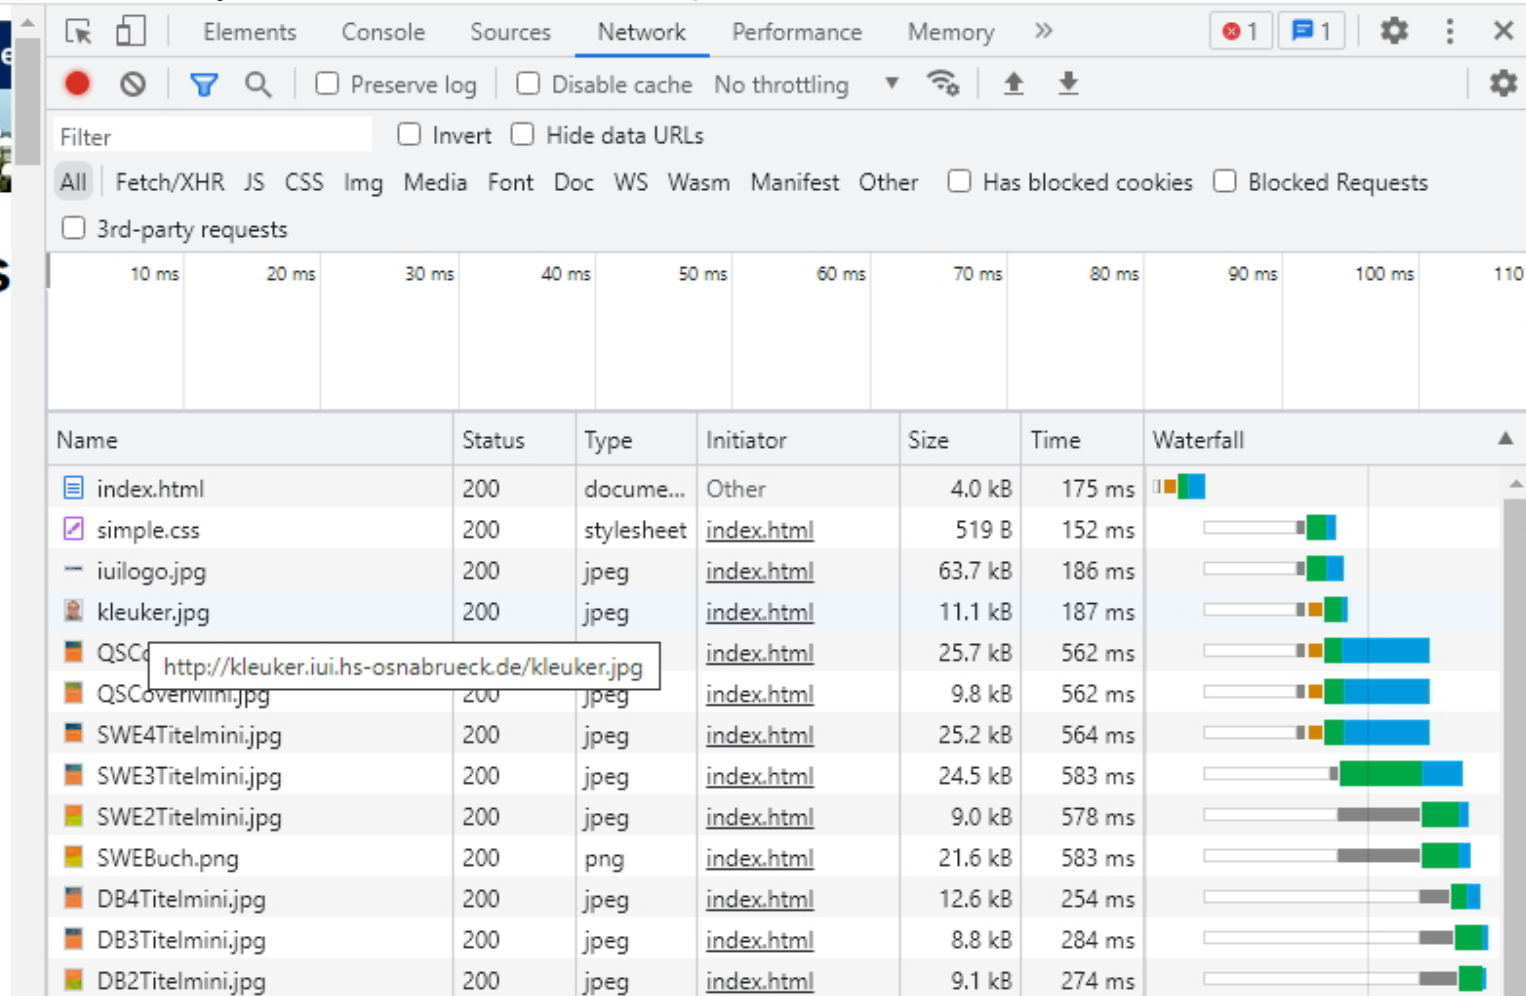 Elements Console Sources Network Performance Memory 1 1
Preserve log Disable cache No throttling
Filter Invert Hide data URLs
All Fetch/XHR JS CSS Img Media Font Doc WS Wasm Manifest Other Has blocked cookies Blocked Requests
3rd-party requests
10 ms 20 ms 30 ms 40 ms 50 ms 60 ms 70 ms 80 ms 90 ms 100 ms 110
Name Status Type Initiator Size Time Waterfall
index.html 200 docume... Other 4.0 kB 175 ms
simple.css 200 stylesheet index.html 519 B 152 ms
iuilogo.jpg 200 jpeg index.html 63.7 kB 186 ms
kleuker.jpg 200 jpeg index.html 11.1 kB 187 ms
index.html 25.7 kB 562 ms
http://kleuker.iui.hs-osnabrueck.de/kleuker.jpg
QSCoverMini.jpg 200 jpeg index.html 9.8 kB 562 ms
SWE4Titelmini.jpg 200 jpeg index.html 25.2 kB 564 ms
SWE3Titelmini.jpg 200 jpeg index.html 24.5 kB 583 ms
SWE2Titelmini.jpg 200 jpeg index.html 9.0 kB 578 ms
SWEBuch.png 200 png index.html 21.6 kB 583 ms
DB4Titelmini.jpg 200 jpeg index.html 12.6 kB 254 ms
DB3Titelmini.jpg 200 jpeg index.html 8.8 kB 284 ms
DB2Titelmini.jpg 200 jpeg index.html 9.1 kB 274 ms